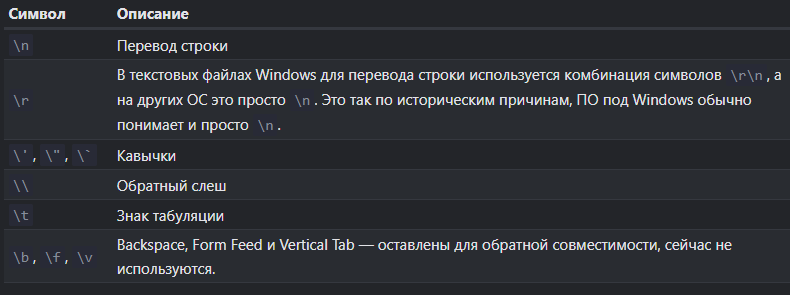 Символ Описание
\n Перевод строки
В текстовых файлах Windows для перевода строки используется комбинация символов \r\n, а
\r на других ОС это просто \n. Это так по историческим причинам, ПО под Windows обычно
понимает и просто \n.
\', \", \` Кавычки
\\ Обратный слеш
\t Знак табуляции
\b, \f, \v Backspace, Form Feed и Vertical Tab — оставлены для обратной совместимости, сейчас не
используются.